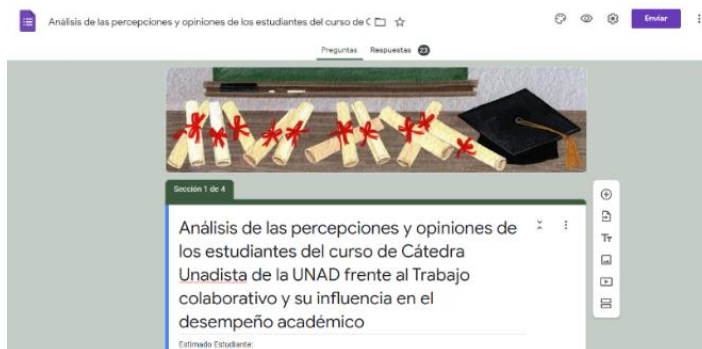 Análisis de las percepciones y opiniones de los estudiantes del curso de C
Enviar
Preguntas Respuestas 23
Sección 1 de 4
Análisis de las percepciones y opiniones de
los estudiantes del curso de Cátedra
Unadista de la UNAD frente al Trabajo
colaborativo y su influencia en el
desempeño académico
Estimado Estudiante:
Tт